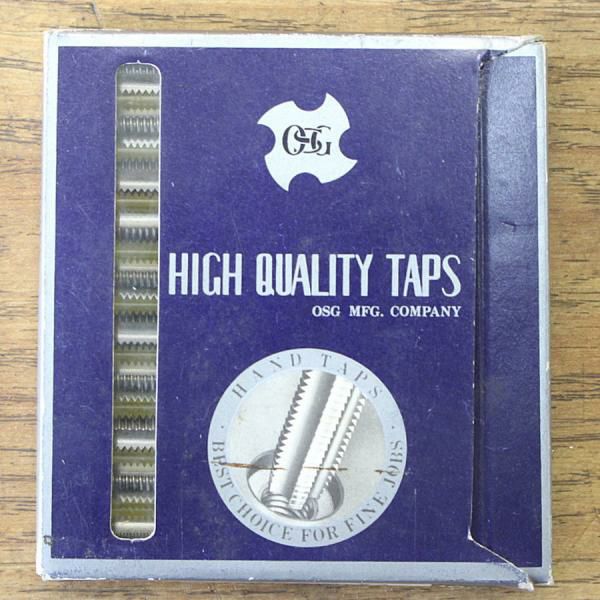 OSG
HIGH QUALITY TAPS
OSG MFG. COMPANY
HAND TAPS
· BEST CHOICE FOR FINE JOBS ·